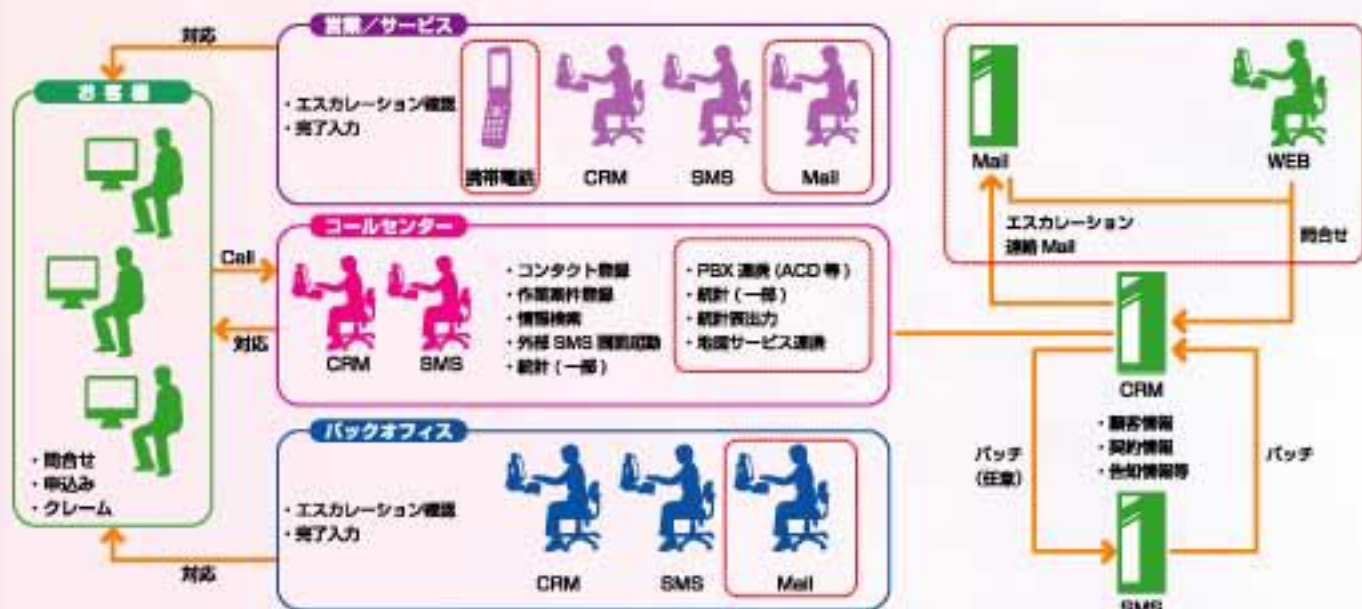 営業／サービス
対応
お客様
・エスカレーション確認
・完了入力
携帯電話
CRM
SMS
Mail
コールセンター
Call
対応
CRM
SMS
・コンタクト登録
・作業案件登録
・情報検索
・外部 SMS 画面起動
・統計 ( 一部 )
・PBX 連携 (ACD 等 )
・統計 ( 一部 )
・統計表出力
・地図サービス連携
・問合せ
・申込み
・クレーム
バックオフィス
・エスカレーション確認
・完了入力
対応
CRM
SMS
Mail
Mail
WEB
エスカレーション
連絡 Mail
問合せ
CRM
・顧客情報
・契約情報
・告知情報等
バッチ
(任意)
バッチ
SMS